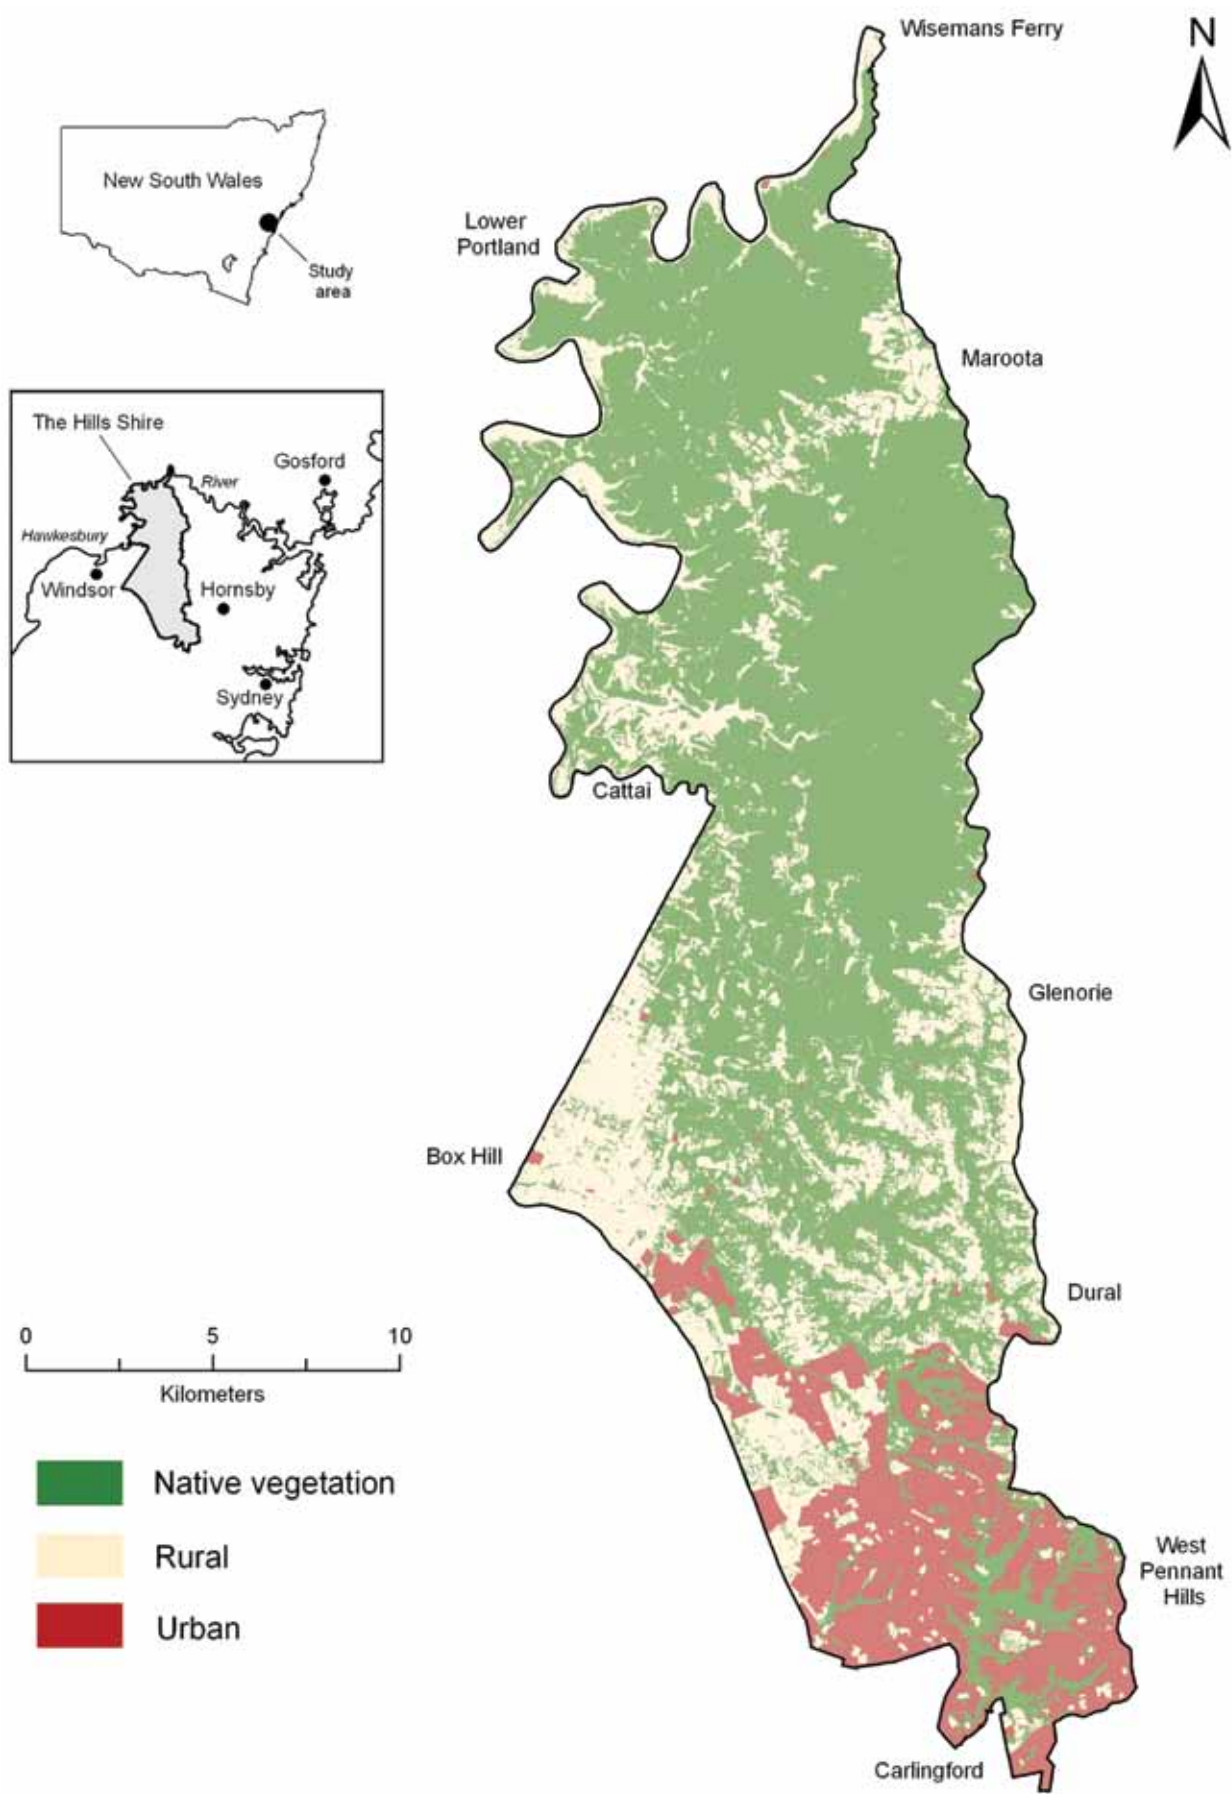 Wisemans Ferry
N
New South Wales
Study
area
Lower
Portland
Maroota
The Hills Shire
Gosford
River
Hawkesbury
Windsor
Hornsby
Sydney
Cattai
Glenorie
Box Hill
Dural
0 5 10
Kilometers
Native vegetation
Rural
Urban
West
Pennant
Hills
Carlingford